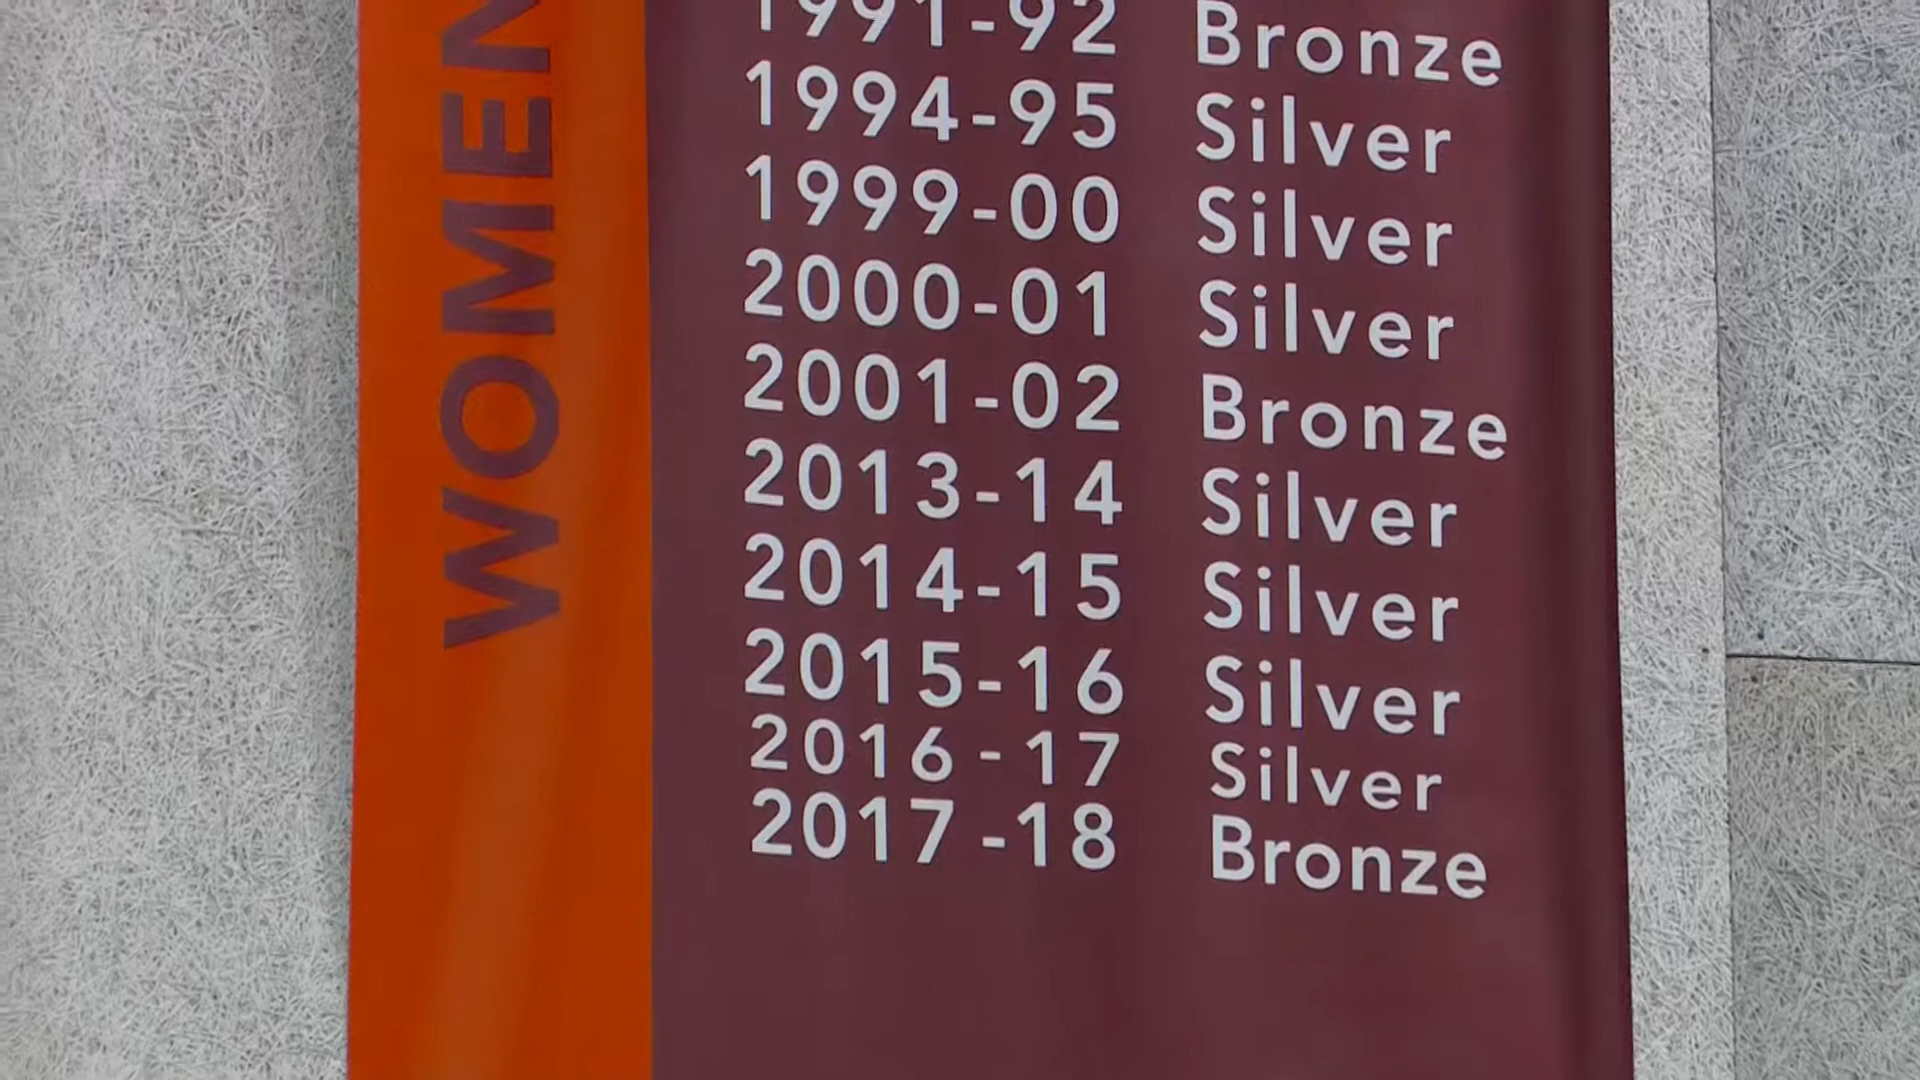 WOMEN
1991-92 Bronze
1994-95 Silver
1999-00 Silver
2000-01 Silver
2001-02 Bronze
2013-14 Silver
2014-15 Silver
2015-16 Silver
2016-17 Silver
2017-18 Bronze